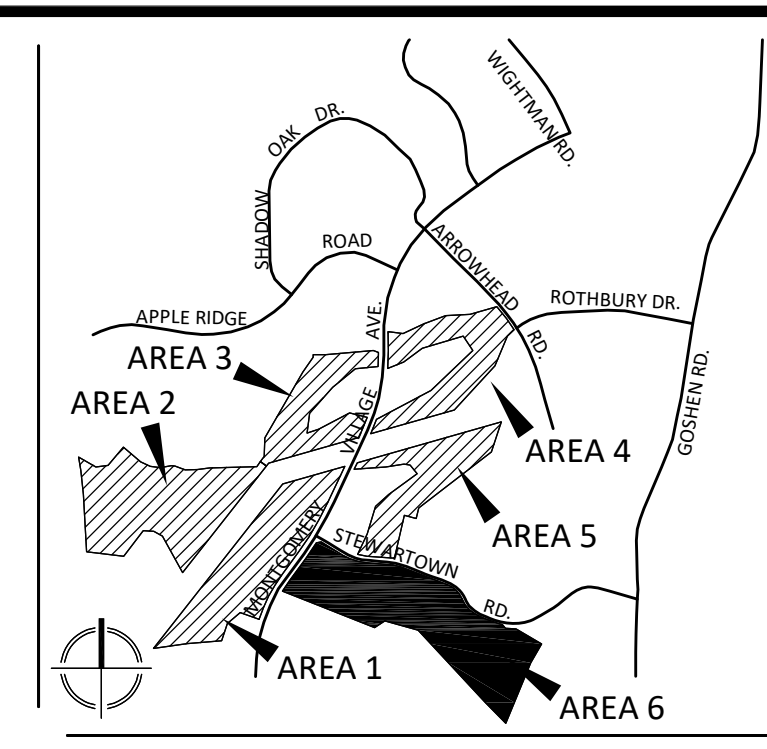 WIGHTMAN RD.
SHADOW OAK DR.
ROAD
APPLE RIDGE
ARROWHEAD RD.
ROTHBURY DR.
GOSHEN RD.
AREA 3
AREA 2
MONTGOMERY VILLAGE AVE.
AREA 4
AREA 5
STEWARTOWN RD.
AREA 1
AREA 6